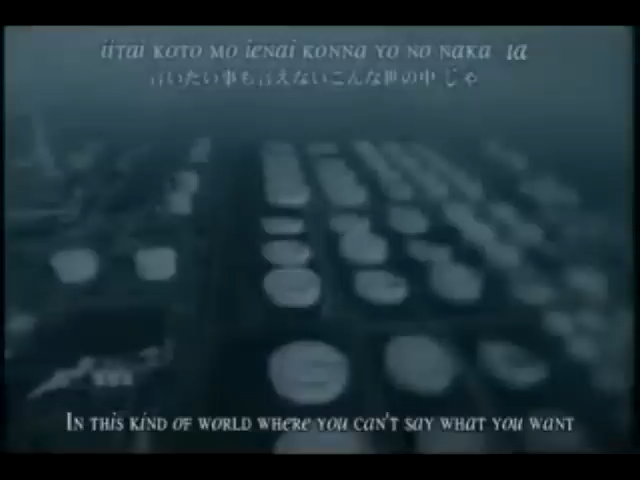 iitai koto mo ienai konna yo no naka ja
言いたい事も言えないこんな世の中 じゃ
In this kind of world where you can't say what you want